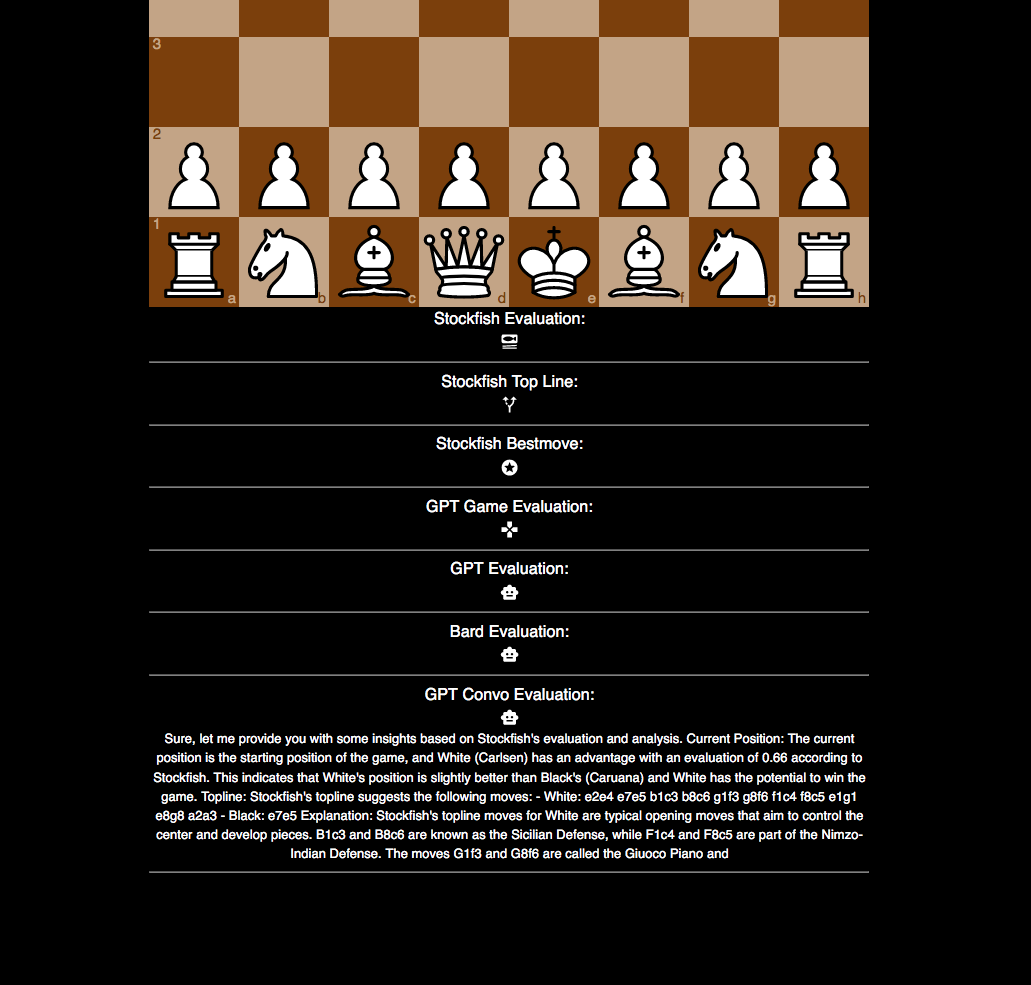 3
2
1
a b c d e f g h
Stockfish Evaluation:
Stockfish Top Line:
Stockfish Bestmove:
GPT Game Evaluation:
GPT Evaluation:
Bard Evaluation:
GPT Convo Evaluation:
Sure, let me provide you with some insights based on Stockfish's evaluation and analysis. Current Position: The current
position is the starting position of the game, and White (Carlsen) has an advantage with an evaluation of 0.66 according to
Stockfish. This indicates that White's position is slightly better than Black's (Caruana) and White has the potential to win the
game. Topline: Stockfish's topline suggests the following moves: - White: e2e4 e7e5 b1c3 b8c6 g1f3 g8f6 f1c4 f8c5 e1g1
e8g8 a2a3 - Black: e7e5 Explanation: Stockfish's topline moves for White are typical opening moves that aim to control the
center and develop pieces. B1c3 and B8c6 are known as the Sicilian Defense, while F1c4 and F8c5 are part of the Nimzo-
Indian Defense. The moves G1f3 and G8f6 are called the Giuoco Piano and